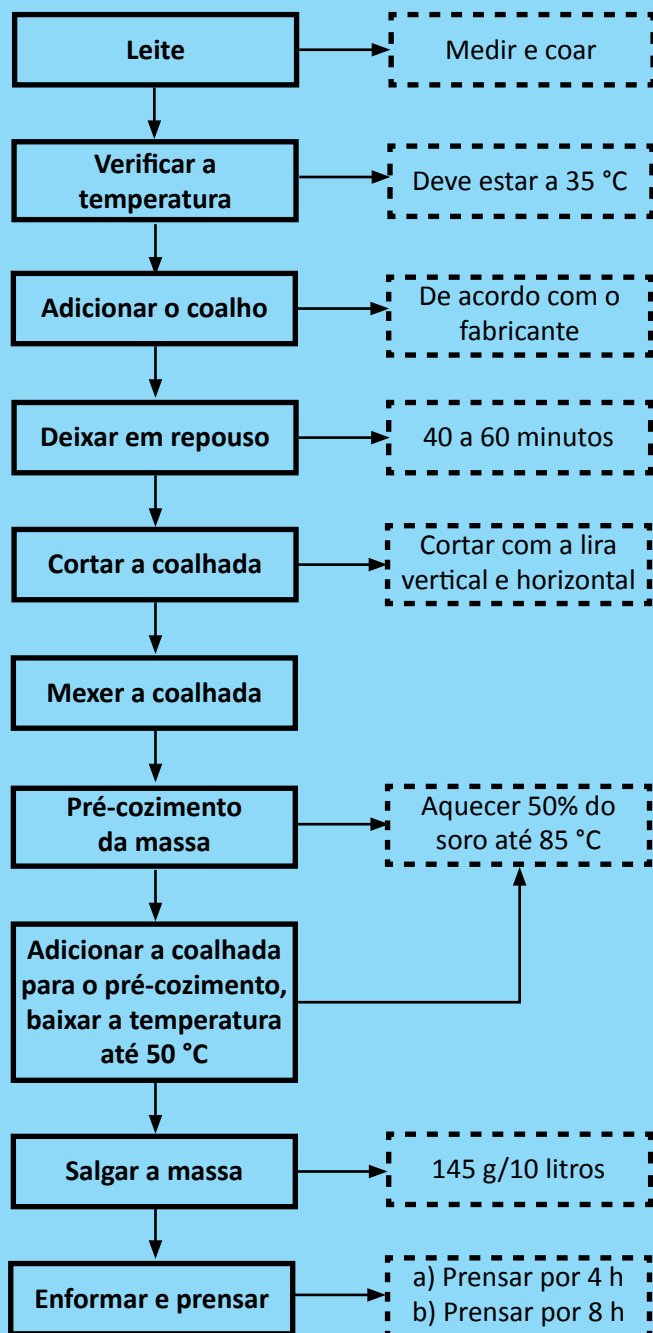 Leite
Medir e coar
Verificar a
temperatura
Deve estar a 35 °C
Adicionar o coalho
De acordo com o
fabricante
Deixar em repouso
40 a 60 minutos
Cortar a coalhada
Cortar com a lira
vertical e horizontal
Mexer a coalhada
Pré-cozimento
da massa
Aquecer 50% do
soro até 85 °C
Adicionar a coalhada
para o pré-cozimento,
baixar a temperatura
até 50 °C
Salgar a massa
145 g/10 litros
Enformar e prensar
a) Prensar por 4 h
b) Prensar por 8 h